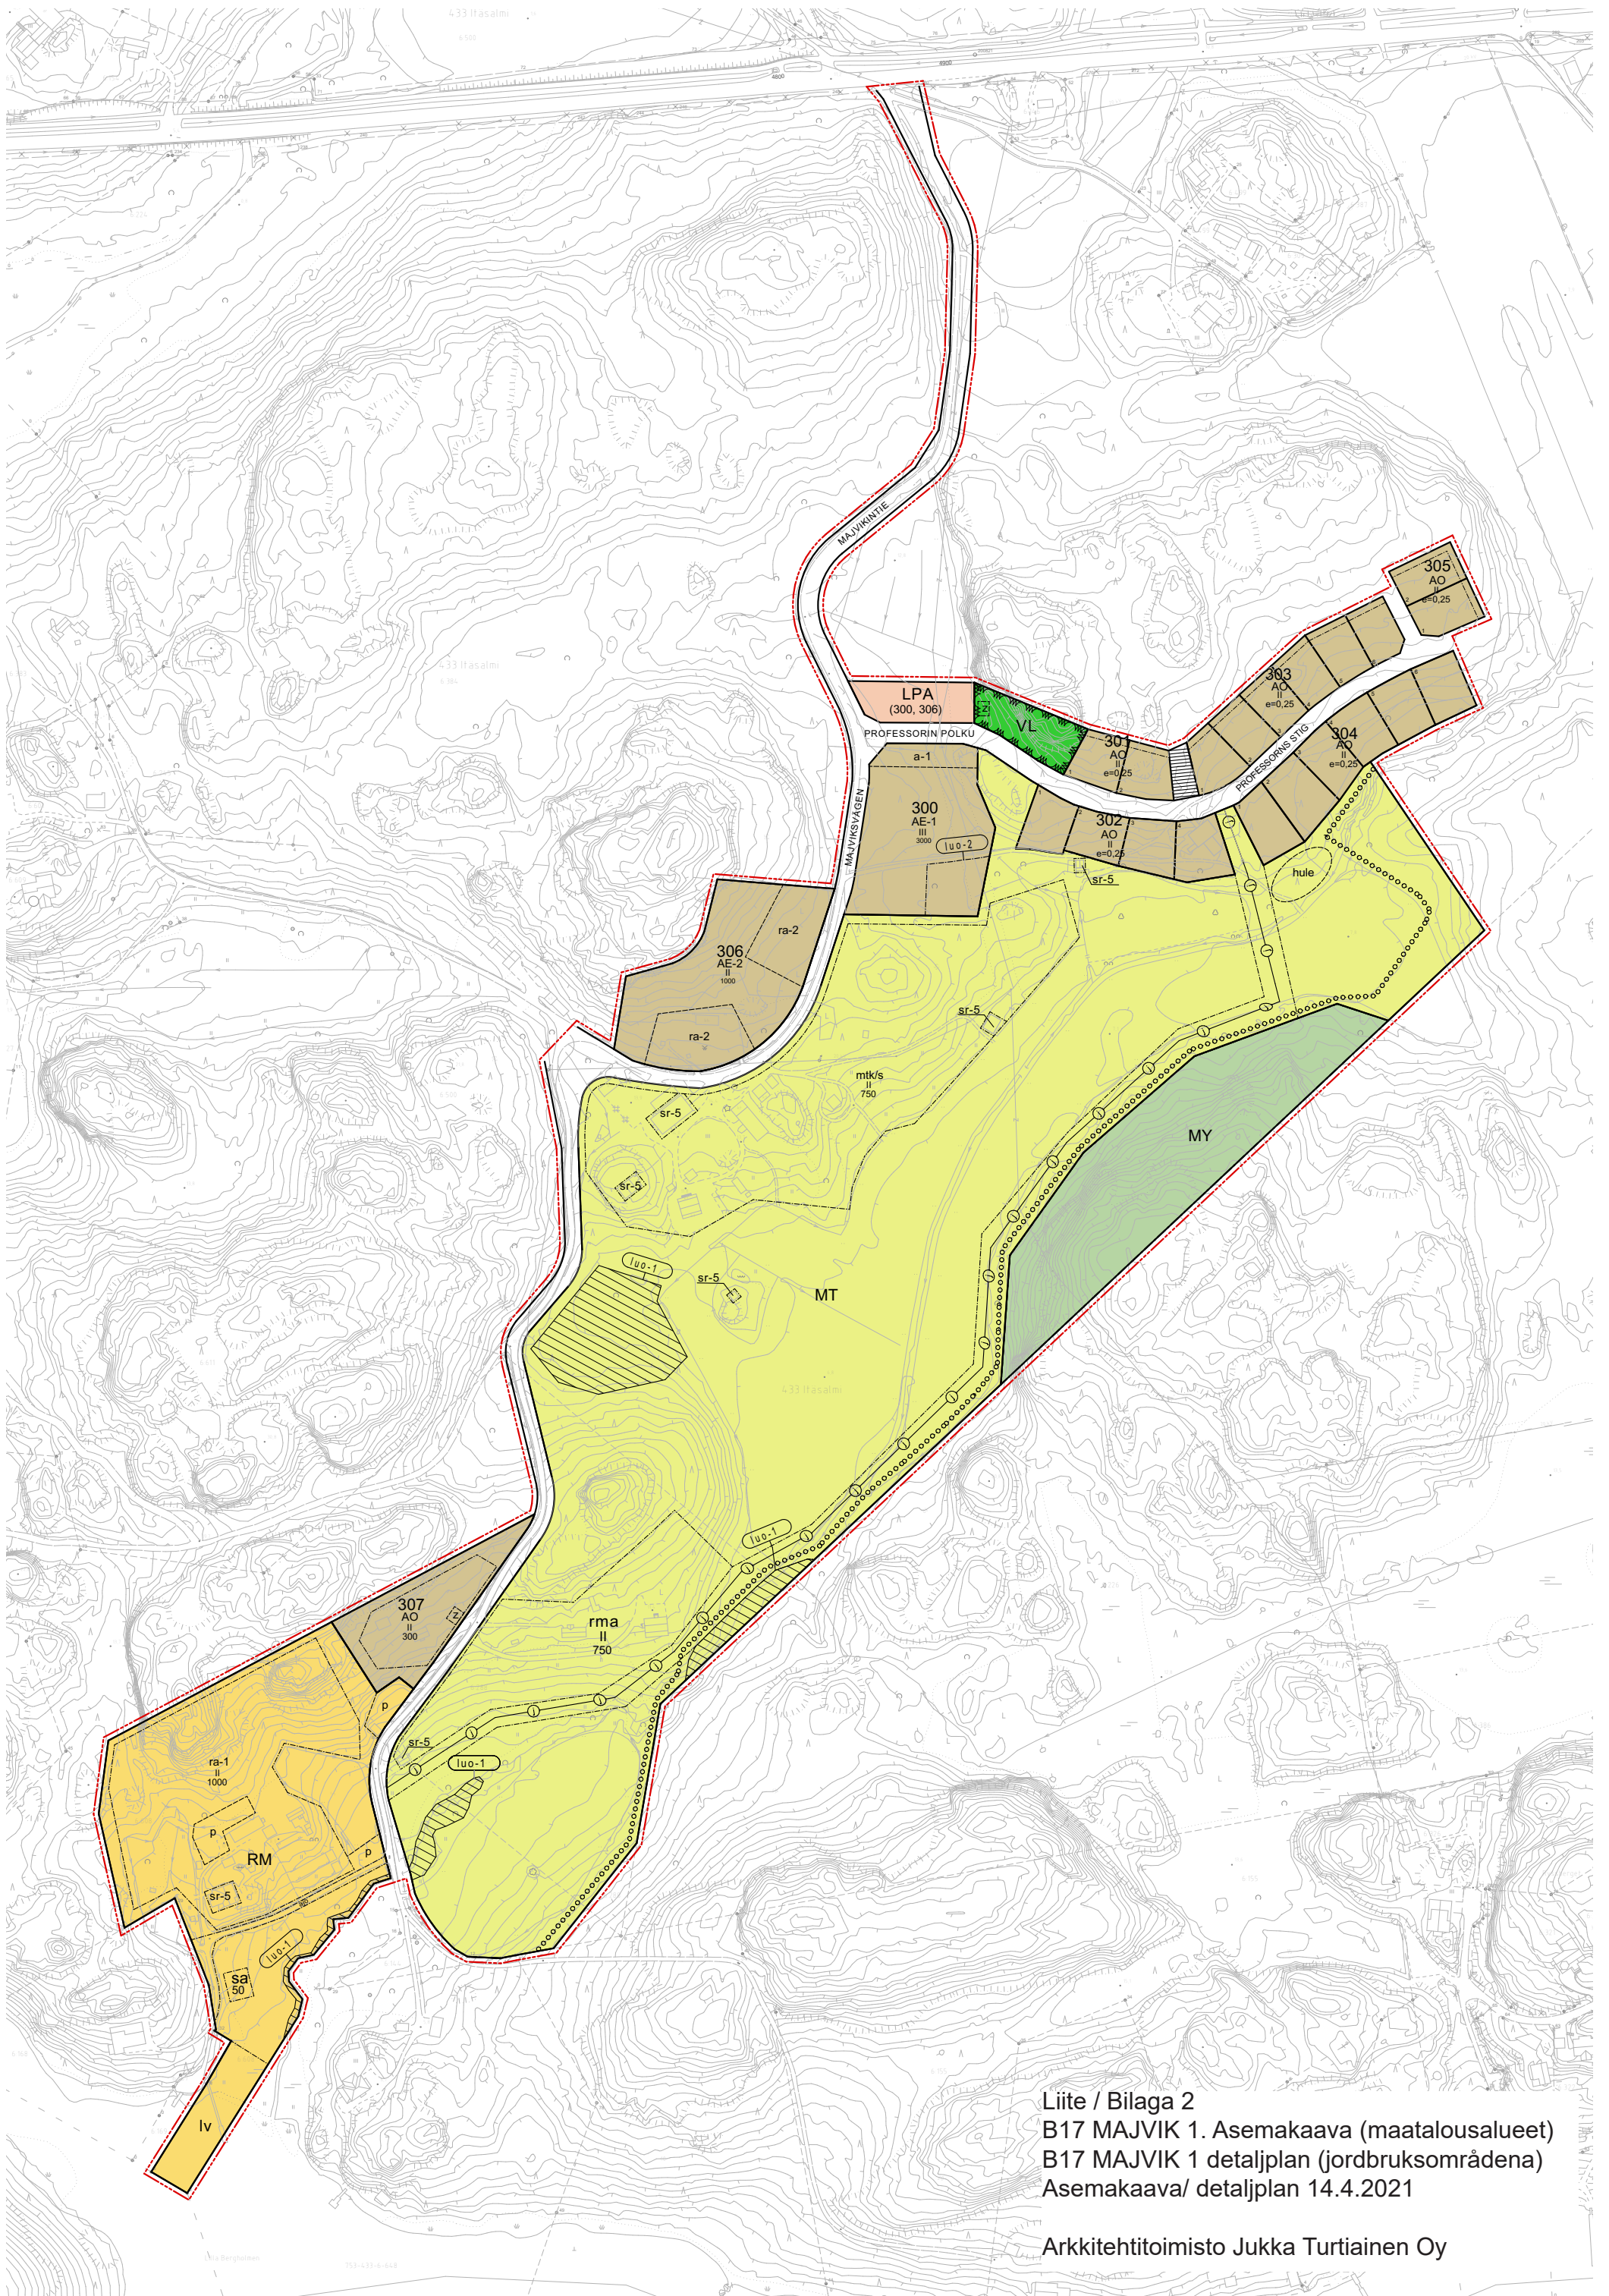 433 Itäsalmi
4800
4900
MAJVIKINTIE
433 Itäsalmi
305
AO
II
e=0,25
LPA
(300, 306)
VL
z
303
AO
II
e=0,25
PROFESSORIN POLKU
301
AO
II
e=0,25
304
AO
II
e=0,25
PROFESSORNS STIG
a-1
300
AE-1
III
3000
luo-2
MAJVIKSVÄGEN
302
AO
II
e=0,25
sr-5
hule
ra-2
306
AE-2
II
1000
ra-2
sr-5
mtk/s
II
750
sr-5
sr-5
MY
luo-1
sr-5
MT
433 Itäsalmi
luo-1
307
AO
II
300
z
rma
II
750
p
sr-5
luo-1
ra-1
II
1000
p
p
RM
sr-5
luo-1
sa
50
lv
Liite / Bilaga 2
B17 MAJVIK 1. Asemakaava (maatalousalueet)
B17 MAJVIK 1 detaljplan (jordbruksområdena)
Asemakaava/ detaljplan 14.4.2021
Arkkitehtitoimisto Jukka Turtiainen Oy